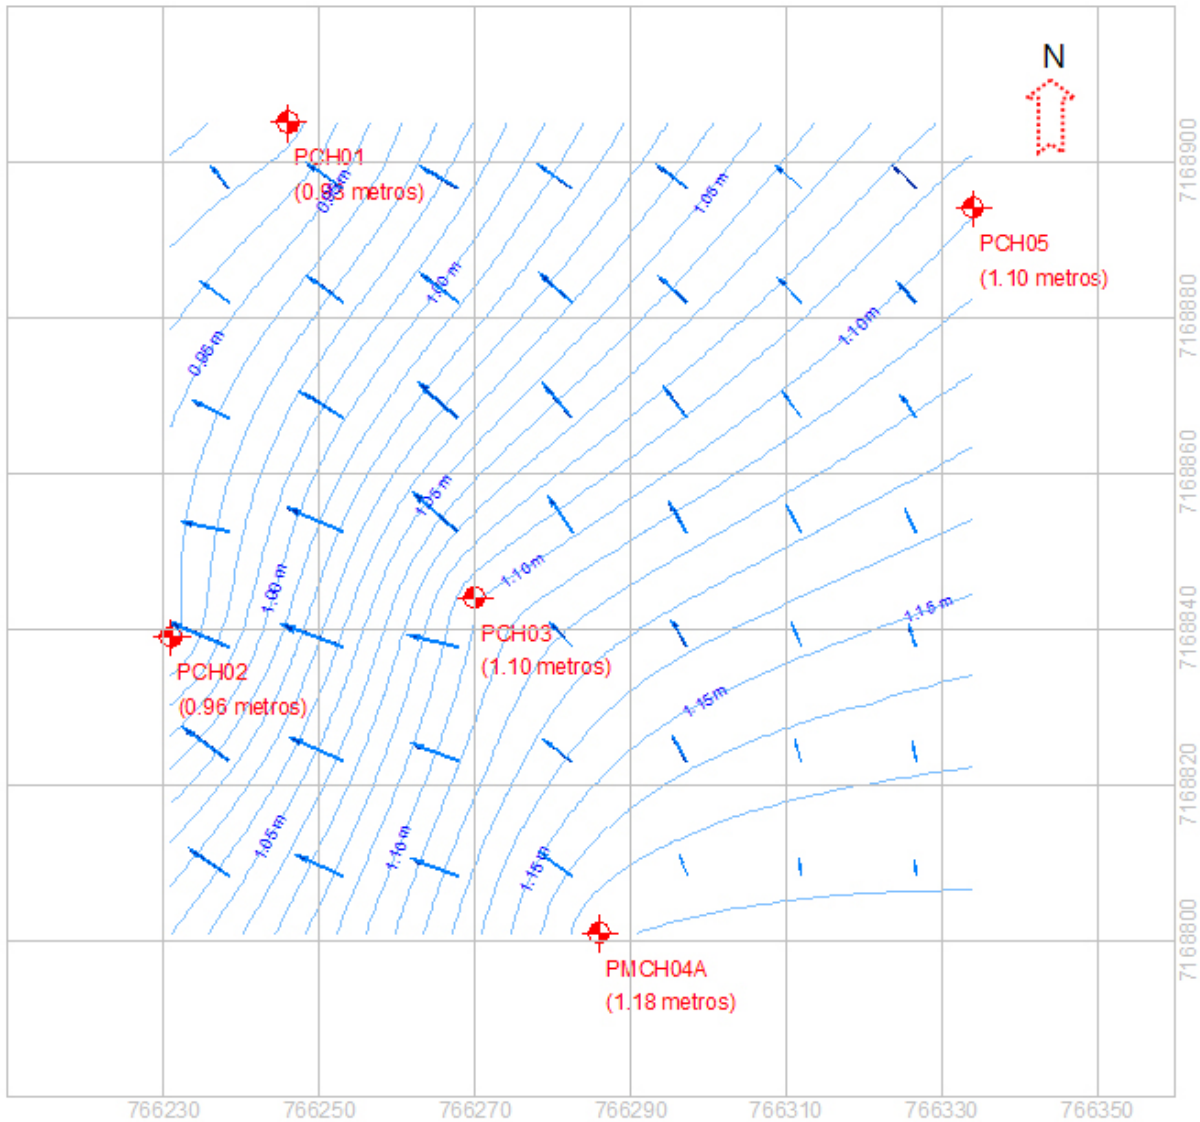 N
7168900
PCH01
(0.93 metros)
1.05 m
PCH05
(1.10 metros)
7168880
1.00 m
1.10 m
0.95 m
7168860
1.05 m
1.10 m
1.00 m
7168840
1.15 m
PCH03
(1.10 metros)
PCH02
(0.96 metros)
1.15 m
7168820
1.05 m
1.10 m
1.15 m
7168800
PMCH04A
(1.18 metros)
766230
766250
766270
766290
766310
766330
766350